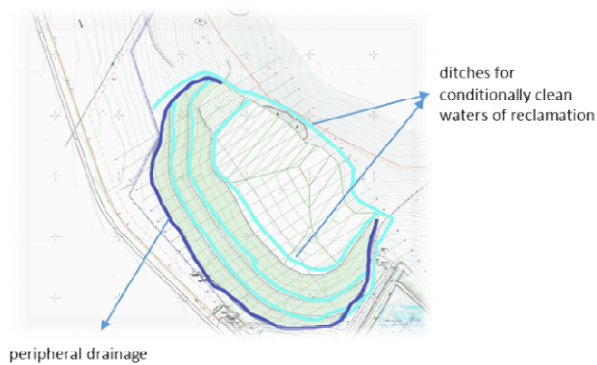 ditches for
conditionally clean
waters of reclamation
peripheral drainage